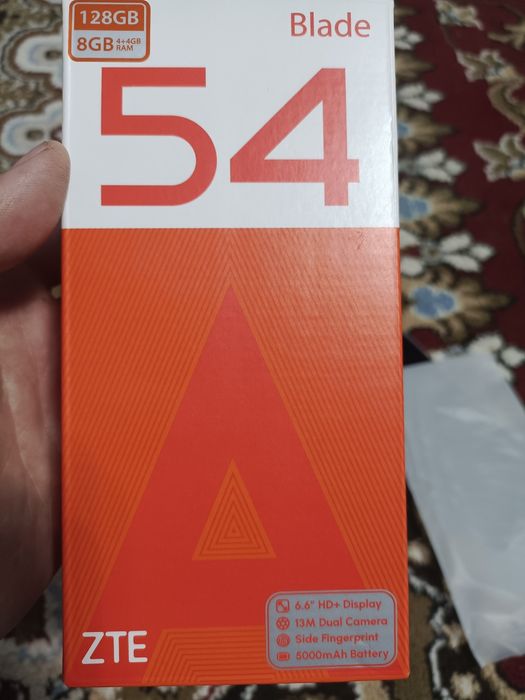 128GB
8GB 4+4GB RAM
Blade
54
A
ZTE
6.6" HD+ Display
13M Dual Camera
Side Fingerprint
5000mAh Battery